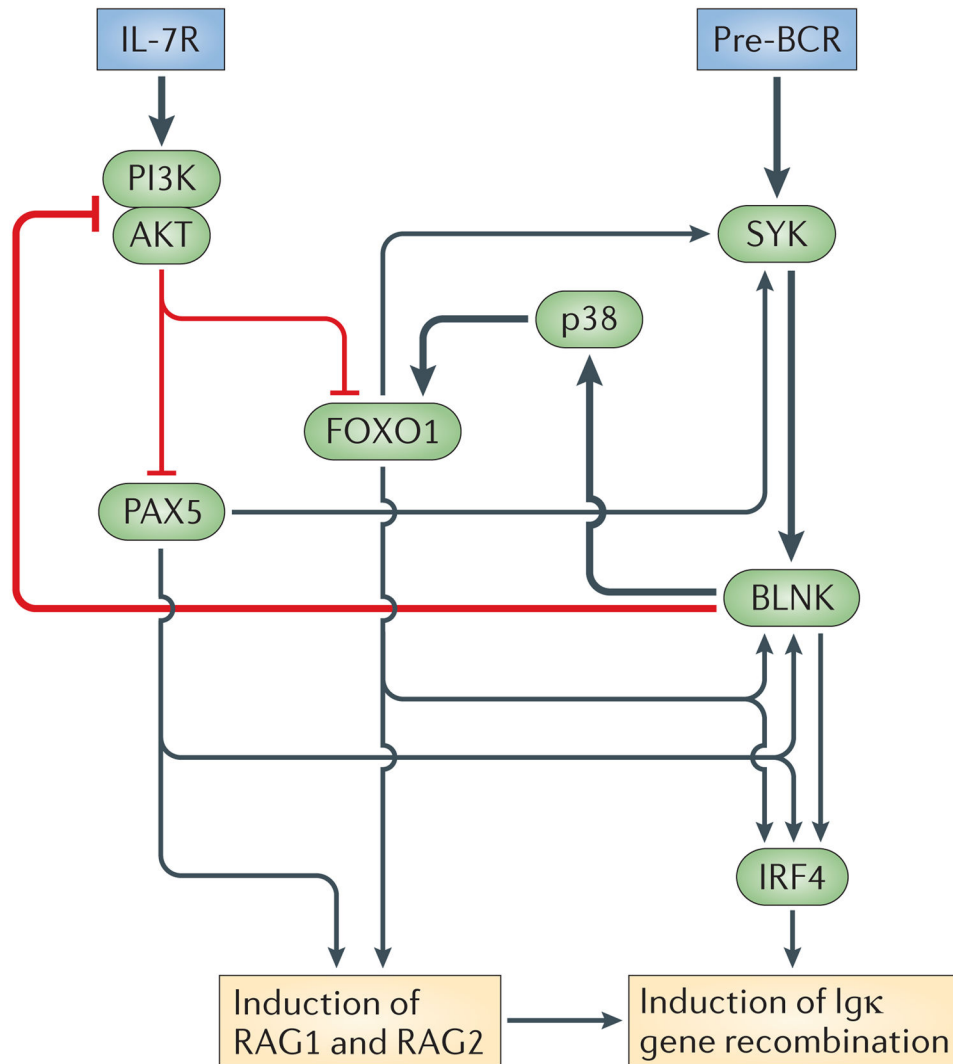 IL-7R
Pre-BCR
PI3K
AKT
SYK
p38
FOXO1
PAX5
BLNK
IRF4
Induction of
RAG1 and RAG2
Induction of Igκ
gene recombination